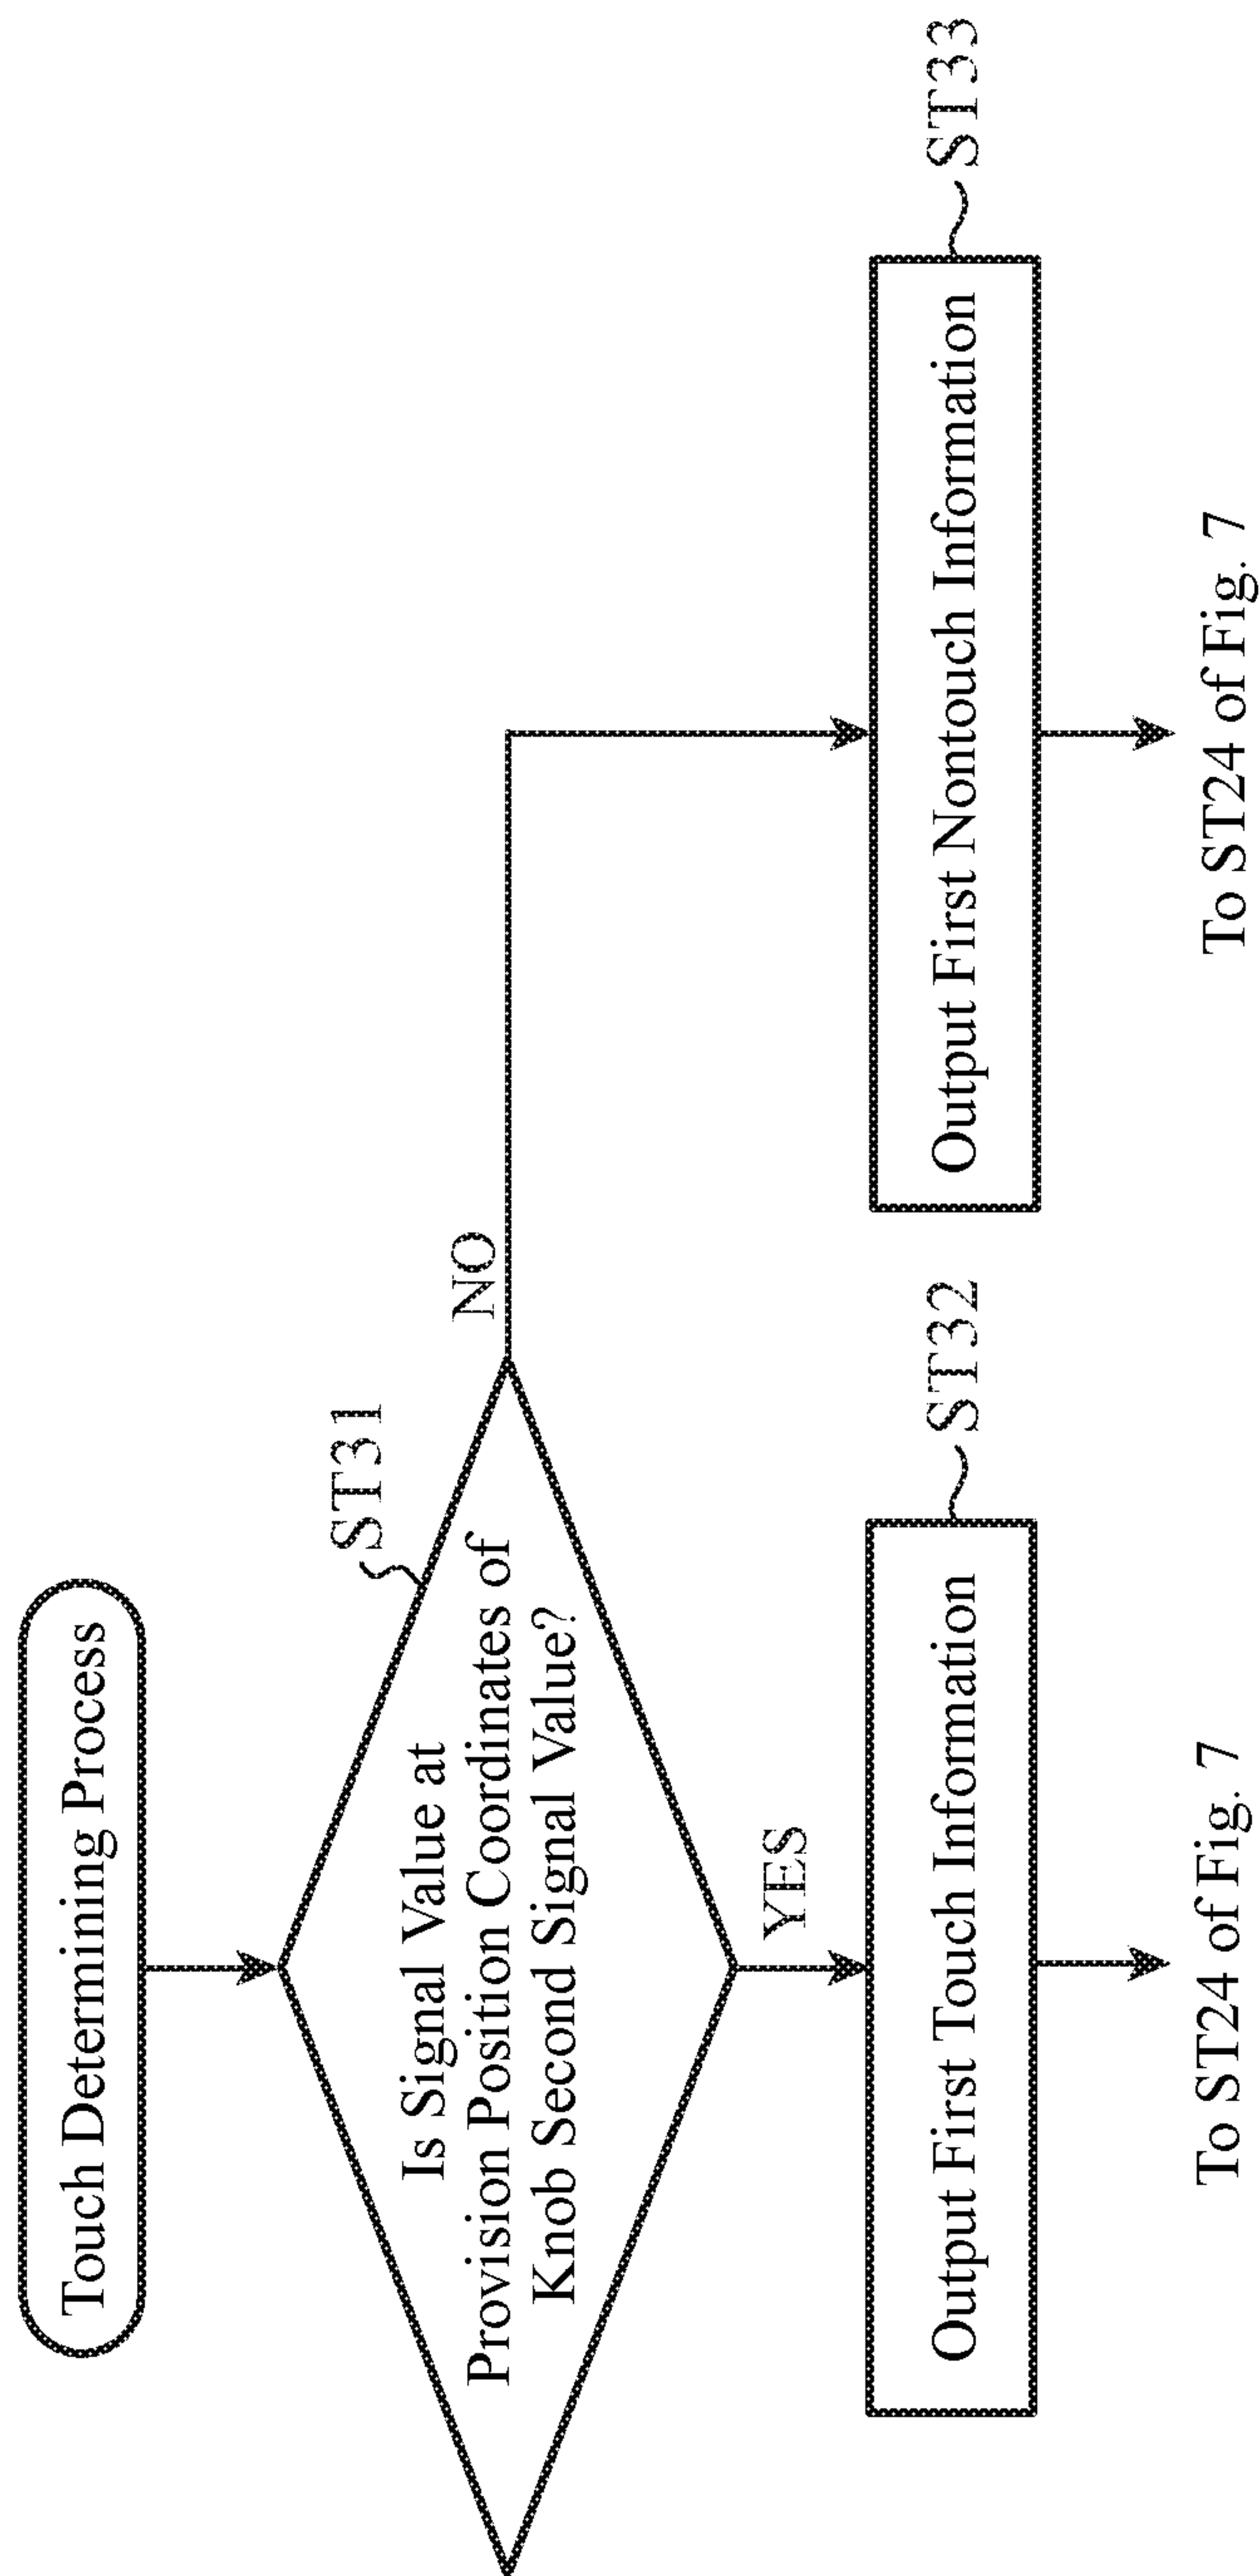 Touch Determining Process
ST31
Is Signal Value at
Provision Position Coordinates of
Knob Second Signal Value?
NO
YES
ST32
Output First Touch Information
ST33
Output First Nontouch Information
To ST24 of Fig. 7
To ST24 of Fig. 7